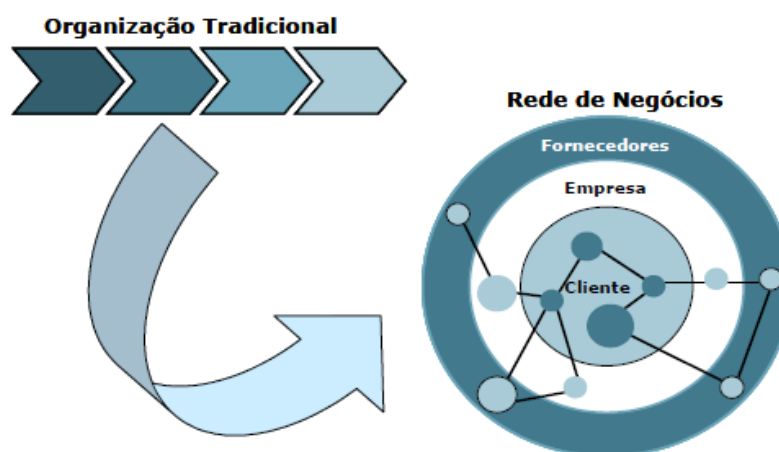 Organização Tradicional
Rede de Negócios
Fornecedores
Empresa
Cliente